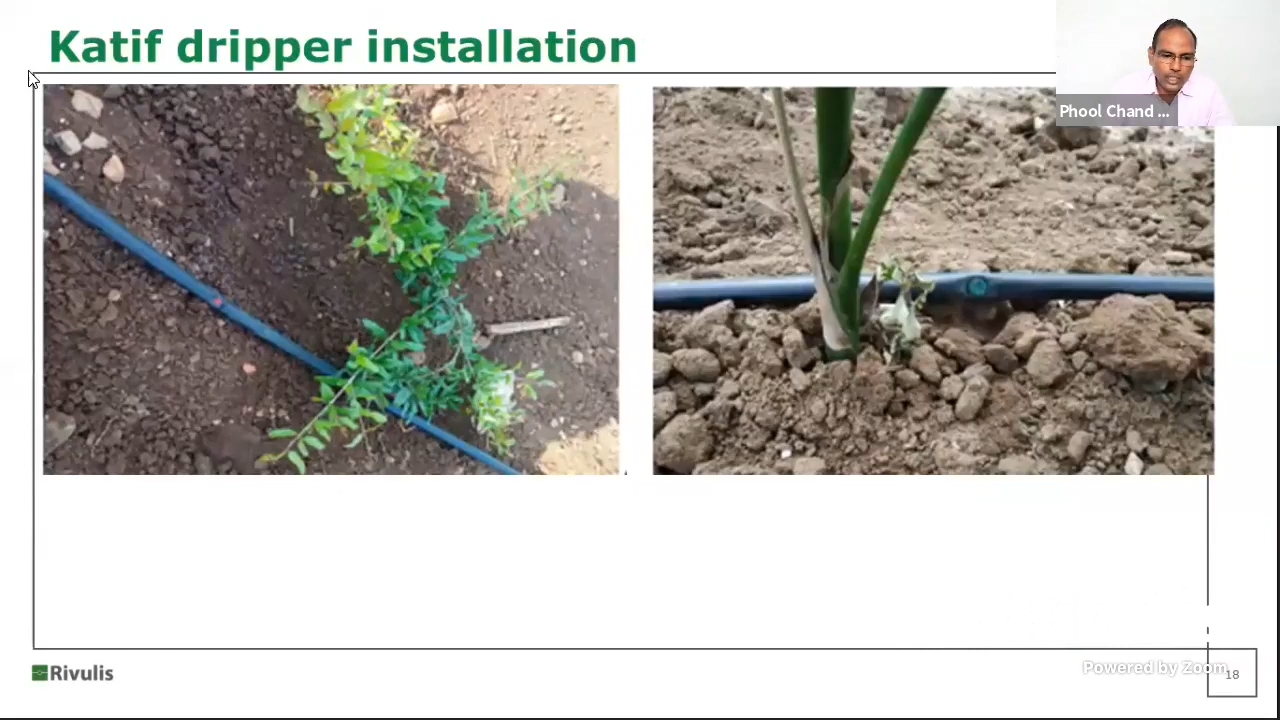 Katif dripper installation
Phool Chand ...
Rivulis
Powered by Zoom
18